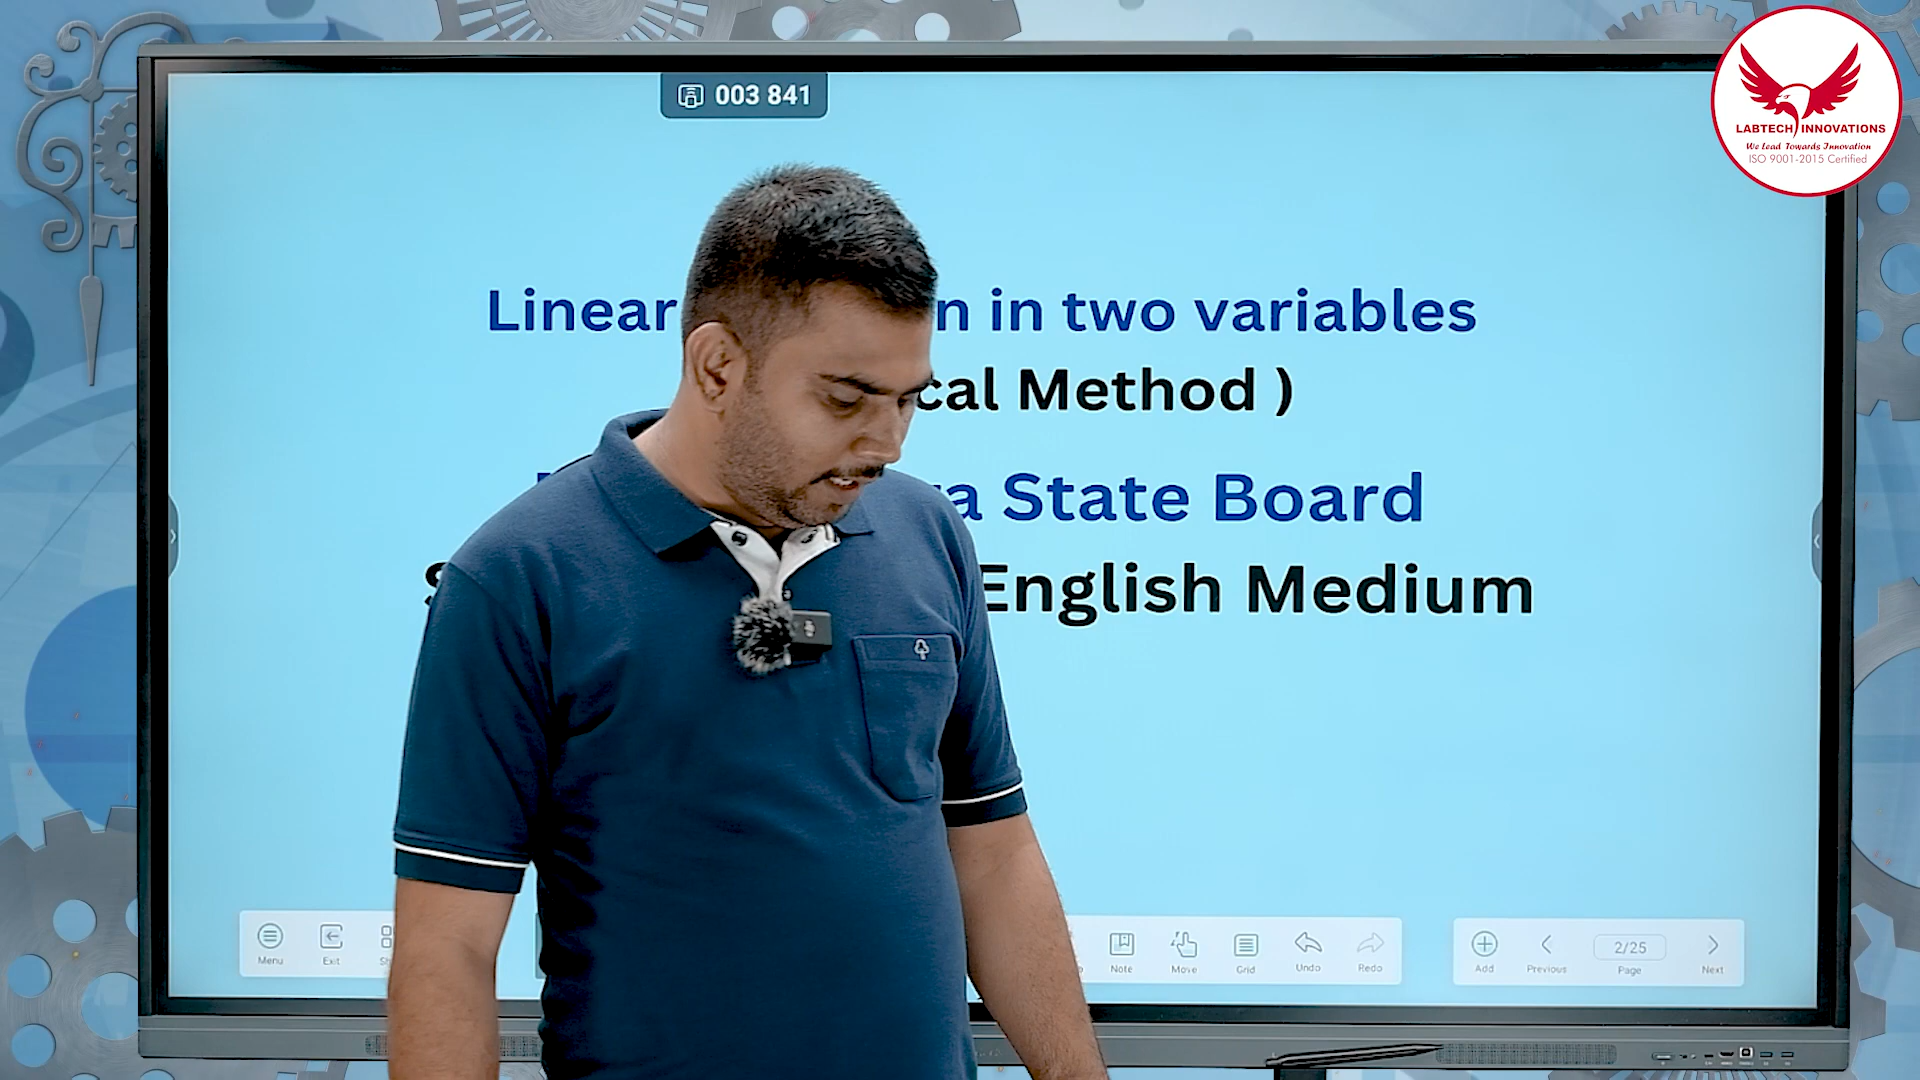 003 841
LABTECH INNOVATIONS
We Lead Towards Innovation
ISO 9001-2015 Certified
Linear n in two variables
cal Method )
a State Board
English Medium
Menu Exit Note Move Grid Undo Redo Add Previous 2/25 Page Next